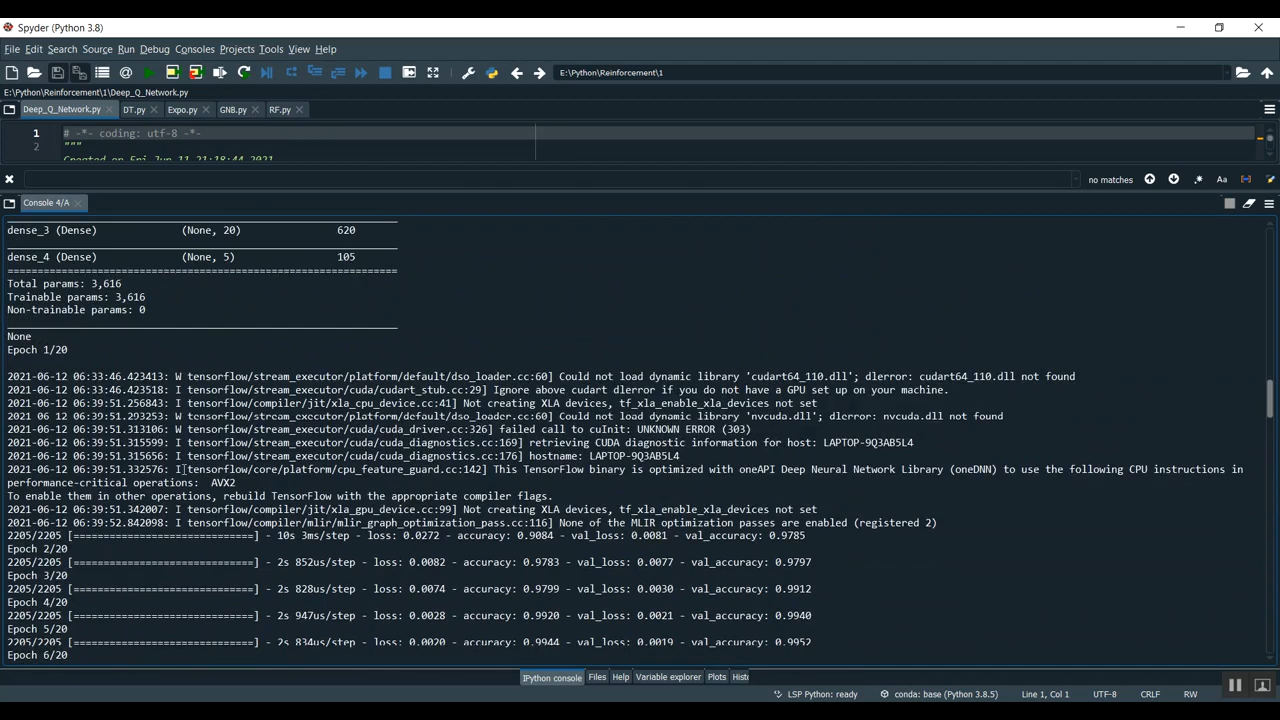 Spyder (Python 3.8)
File Edit Search Source Run Debug Consoles Projects Tools View Help
E:\Python\Reinforcement\1
E:\Python\Reinforcement\1\Deep_Q_Network.py
Deep_Q_Network.py DT.py Expo.py GNB.py RF.py
1 # -*- coding: utf-8 -*-
2 """
Created on Fri Jun 11 21:18:44 2021
no matches Aa
Console 4/A
dense_3 (Dense) (None, 20) 620
dense_4 (Dense) (None, 5) 105
=================================================================
Total params: 3,616
Trainable params: 3,616
Non-trainable params: 0
None
Epoch 1/20
2021-06-12 06:33:46.423413: W tensorflow/stream_executor/platform/default/dso_loader.cc:60] Could not load dynamic library 'cudart64_110.dll'; dlerror: cudart64_110.dll not found
2021-06-12 06:33:46.423518: I tensorflow/stream_executor/cuda/cudart_stub.cc:29] Ignore above cudart dlerror if you do not have a GPU set up on your machine.
2021-06-12 06:39:51.256843: I tensorflow/compiler/jit/xla_cpu_device.cc:41] Not creating XLA devices, tf_xla_enable_xla_devices not set
2021-06-12 06:39:51.293253: W tensorflow/stream_executor/platform/default/dso_loader.cc:60] Could not load dynamic library 'nvcuda.dll'; dlerror: nvcuda.dll not found
2021-06-12 06:39:51.313106: W tensorflow/stream_executor/cuda/cuda_driver.cc:326] failed call to cuInit: UNKNOWN ERROR (303)
2021-06-12 06:39:51.315599: I tensorflow/stream_executor/cuda/cuda_diagnostics.cc:169] retrieving CUDA diagnostic information for host: LAPTOP-9Q3AB5L4
2021-06-12 06:39:51.315656: I tensorflow/stream_executor/cuda/cuda_diagnostics.cc:176] hostname: LAPTOP-9Q3AB5L4
2021-06-12 06:39:51.332576: I tensorflow/core/platform/cpu_feature_guard.cc:142] This TensorFlow binary is optimized with oneAPI Deep Neural Network Library (oneDNN) to use the following CPU instructions in
performance-critical operations: AVX2
To enable them in other operations, rebuild TensorFlow with the appropriate compiler flags.
2021-06-12 06:39:51.342007: I tensorflow/compiler/jit/xla_gpu_device.cc:99] Not creating XLA devices, tf_xla_enable_xla_devices not set
2021-06-12 06:39:52.842098: I tensorflow/compiler/mlir/mlir_graph_optimization_pass.cc:116] None of the MLIR optimization passes are enabled (registered 2)
2205/2205 [==============================] - 10s 3ms/step - loss: 0.0272 - accuracy: 0.9084 - val_loss: 0.0081 - val_accuracy: 0.9785
Epoch 2/20
2205/2205 [==============================] - 2s 852us/step - loss: 0.0082 - accuracy: 0.9783 - val_loss: 0.0077 - val_accuracy: 0.9797
Epoch 3/20
2205/2205 [==============================] - 2s 828us/step - loss: 0.0074 - accuracy: 0.9799 - val_loss: 0.0030 - val_accuracy: 0.9912
Epoch 4/20
2205/2205 [==============================] - 2s 947us/step - loss: 0.0028 - accuracy: 0.9920 - val_loss: 0.0021 - val_accuracy: 0.9940
Epoch 5/20
2205/2205 [==============================] - 2s 834us/step - loss: 0.0020 - accuracy: 0.9944 - val_loss: 0.0019 - val_accuracy: 0.9952
Epoch 6/20
IPython console Files Help Variable explorer Plots Histo
LSP Python: ready conda: base (Python 3.8.5) Line 1, Col 1 UTF-8 CRLF RW